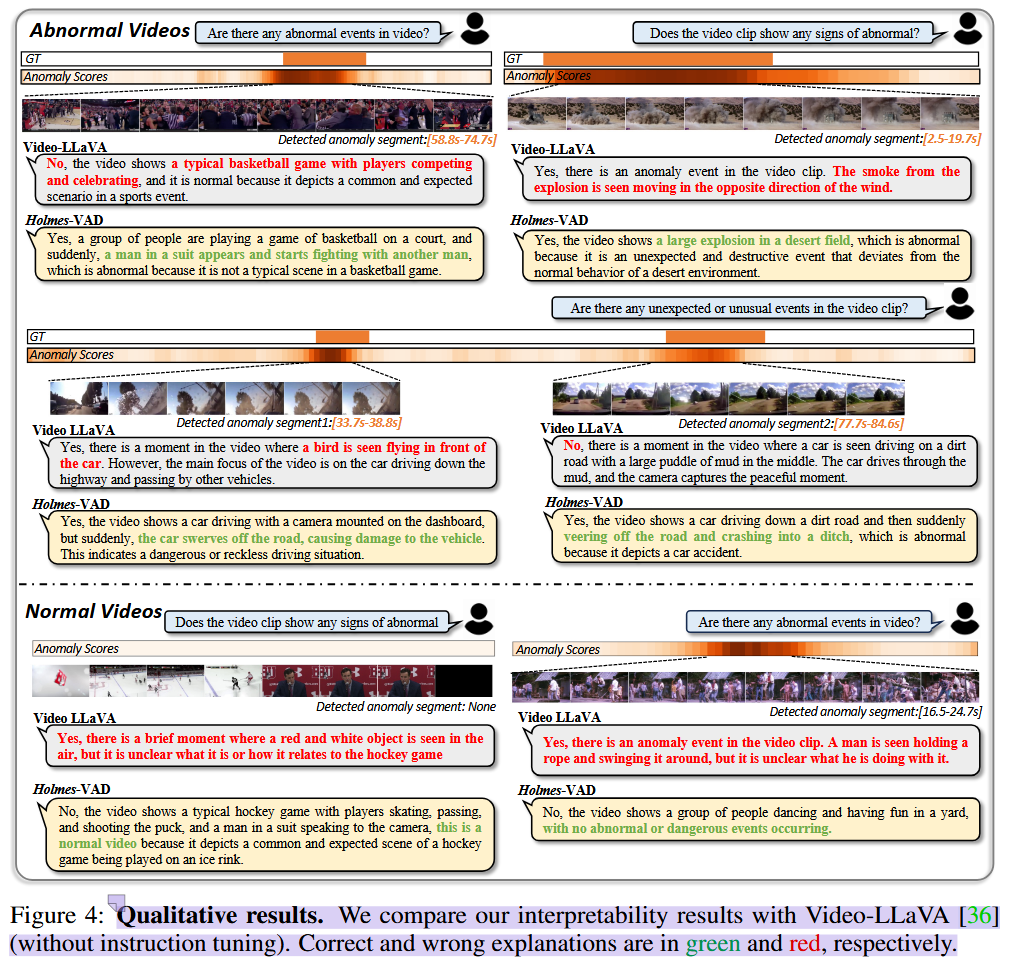 Abnormal Videos
Are there any abnormal events in video?
GT
Anomaly Scores
Detected anomaly segment:[58.8s-74.7s]
Video-LLaVA
No, the video shows a typical basketball game with players competing
and celebrating, and it is normal because it depicts a common and expected
scenario in a sports event.
Holmes-VAD
Yes, a group of people are playing a game of basketball on a court, and
suddenly, a man in a suit appears and starts fighting with another man,
which is abnormal because it is not a typical scene in a basketball game.
Does the video clip show any signs of abnormal?
GT
Anomaly Scores
Detected anomaly segment:[2.5-19.7s]
Video-LLaVA
Yes, there is an anomaly event in the video clip. The smoke from the
explosion is seen moving in the opposite direction of the wind.
Holmes-VAD
Yes, the video shows a large explosion in a desert field, which is abnormal
because it is an unexpected and destructive event that deviates from the
normal behavior of a desert environment.
Are there any unexpected or unusual events in the video clip?
GT
Anomaly Scores
Detected anomaly segment1:[33.7s-38.8s]
Video LLaVA
Yes, there is a moment in the video where a bird is seen flying in front of
the car. However, the main focus of the video is on the car driving down the
highway and passing by other vehicles.
Holmes-VAD
Yes, the video shows a car driving with a camera mounted on the dashboard,
but suddenly, the car swerves off the road, causing damage to the vehicle.
This indicates a dangerous or reckless driving situation.
Detected anomaly segment2:[77.7s-84.6s]
Video LLaVA
No, there is a moment in the video where a car is seen driving on a dirt
road with a large puddle of mud in the middle. The car drives through the
mud, and the camera captures the peaceful moment.
Holmes-VAD
Yes, the video shows a car driving down a dirt road and then suddenly
veering off the road and crashing into a ditch, which is abnormal
because it depicts a car accident.
Normal Videos
Does the video clip show any signs of abnormal
Anomaly Scores
Detected anomaly segment: None
Video LLaVA
Yes, there is a brief moment where a red and white object is seen in the
air, but it is unclear what it is or how it relates to the hockey game
Holmes-VAD
No, the video shows a typical hockey game with players skating, passing,
and shooting the puck, and a man in a suit speaking to the camera, this is a
normal video because it depicts a common and expected scene of a hockey
game being played on an ice rink.
Are there any abnormal events in video?
Anomaly Scores
Detected anomaly segment:[16.5-24.7s]
Video LLaVA
Yes, there is an anomaly event in the video clip. A man is seen holding a
rope and swinging it around, but it is unclear what he is doing with it.
Holmes-VAD
No, the video shows a group of people dancing and having fun in a yard,
with no abnormal or dangerous events occurring.
Figure 4: Qualitative results. We compare our interpretability results with Video-LLaVA [36]
(without instruction tuning). Correct and wrong explanations are in green and red, respectively.